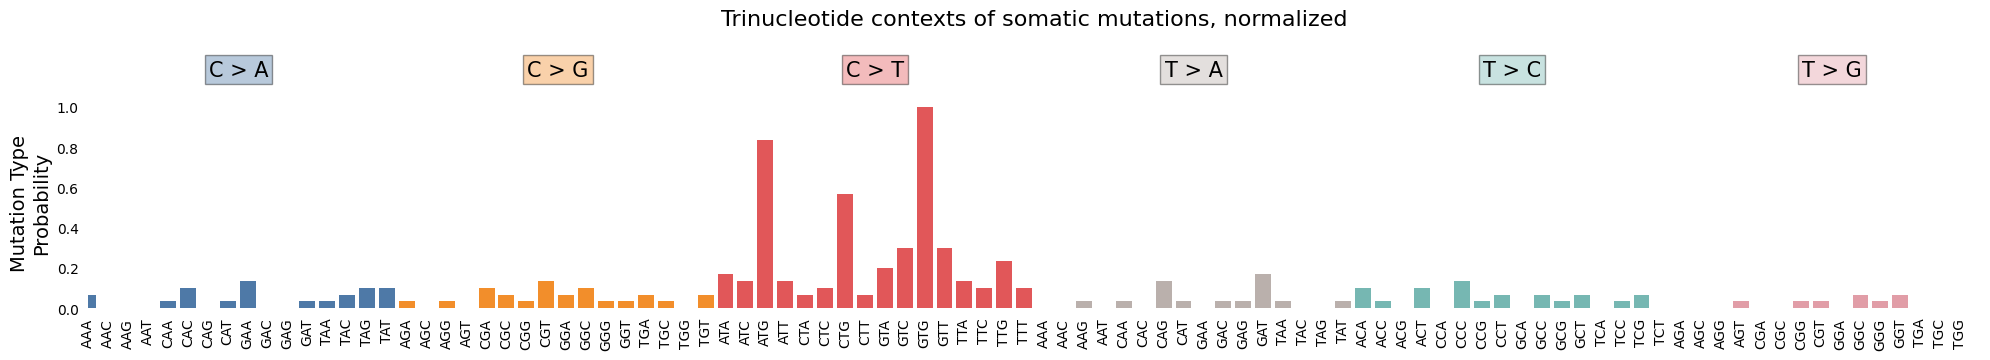 Trinucleotide contexts of somatic mutations, normalized
C > A
C > G
C > T
T > A
T > C
T > G
Mutation Type
Probability
1.0
0.8
0.6
0.4
0.2
0.0
AAA
AAC
AAG
AAT
CAA
CAC
CAG
CAT
GAA
GAC
GAG
GAT
TAA
TAC
TAG
TAT
AGA
AGC
AGG
AGT
CGA
CGC
CGG
CGT
GGA
GGC
GGG
GGT
TGA
TGC
TGG
TGT
ATA
ATC
ATG
ATT
CTA
CTC
CTG
CTT
GTA
GTC
GTG
GTT
TTA
TTC
TTG
TTT
AAA
AAC
AAG
AAT
CAA
CAC
CAG
CAT
GAA
GAC
GAG
GAT
TAA
TAC
TAG
TAT
ACA
ACC
ACG
ACT
CCA
CCC
CCG
CCT
GCA
GCC
GCG
GCT
TCA
TCC
TCG
TCT
AGA
AGC
AGG
AGT
CGA
CGC
CGG
CGT
GGA
GGC
GGG
GGT
TGA
TGC
TGG